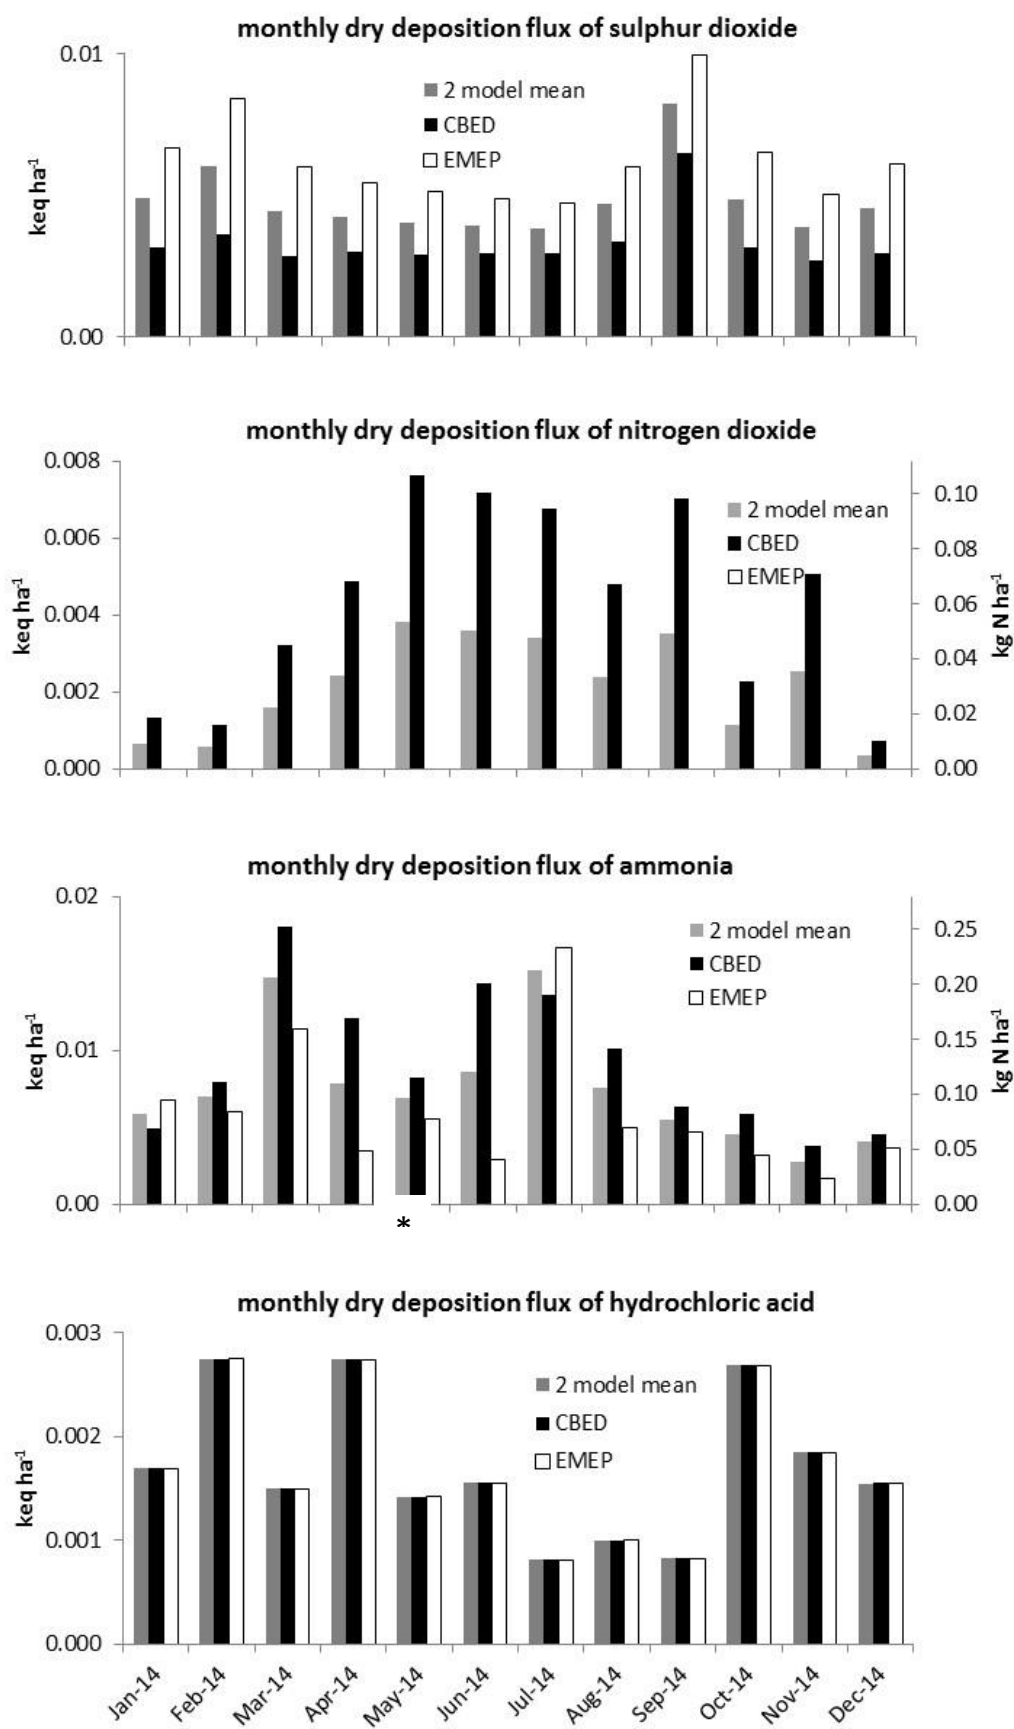 monthly dry deposition flux of sulphur dioxide
0.01
2 model mean
CBED
EMEP
keq ha-1
0.00
monthly dry deposition flux of nitrogen dioxide
0.008
0.10
2 model mean
0.006
CBED
0.08
EMEP
keq ha-1
kg N ha-1
0.004
0.06
0.04
0.002
0.02
0.000
0.00
monthly dry deposition flux of ammonia
0.02
2 model mean
0.25
CBED
0.20
EMEP
keq ha-1
kg N ha-1
0.01
0.15
0.10
0.05
0.00
0.00
*
monthly dry deposition flux of hydrochloric acid
0.003
2 model mean
CBED
0.002
EMEP
keq ha-1
0.001
0.000
Jan-14 Feb-14 Mar-14 Apr-14 May-14 Jun-14 Jul-14 Aug-14 Sep-14 Oct-14 Nov-14 Dec-14